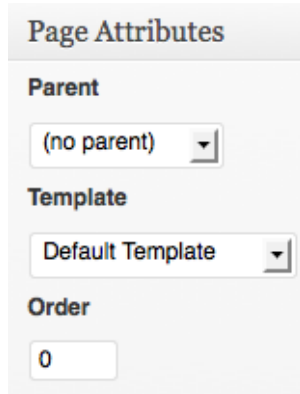 Page Attributes
Parent
(no parent)
Template
Default Template
Order
0